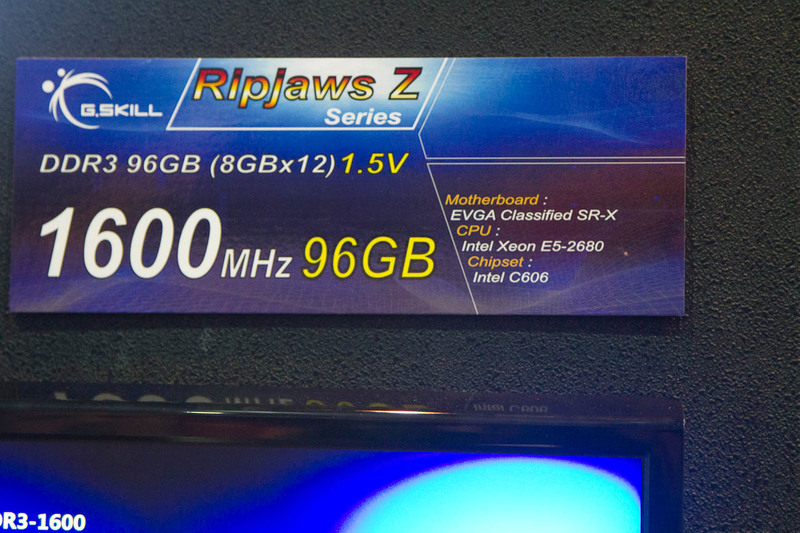 G.SKILL
Ripjaws Z
Series
DDR3 96GB (8GBx12) 1.5V
1600MHz 96GB
Motherboard :
EVGA Classified SR-X
CPU :
Intel Xeon E5-2680
Chipset :
Intel C606
DR3-1600